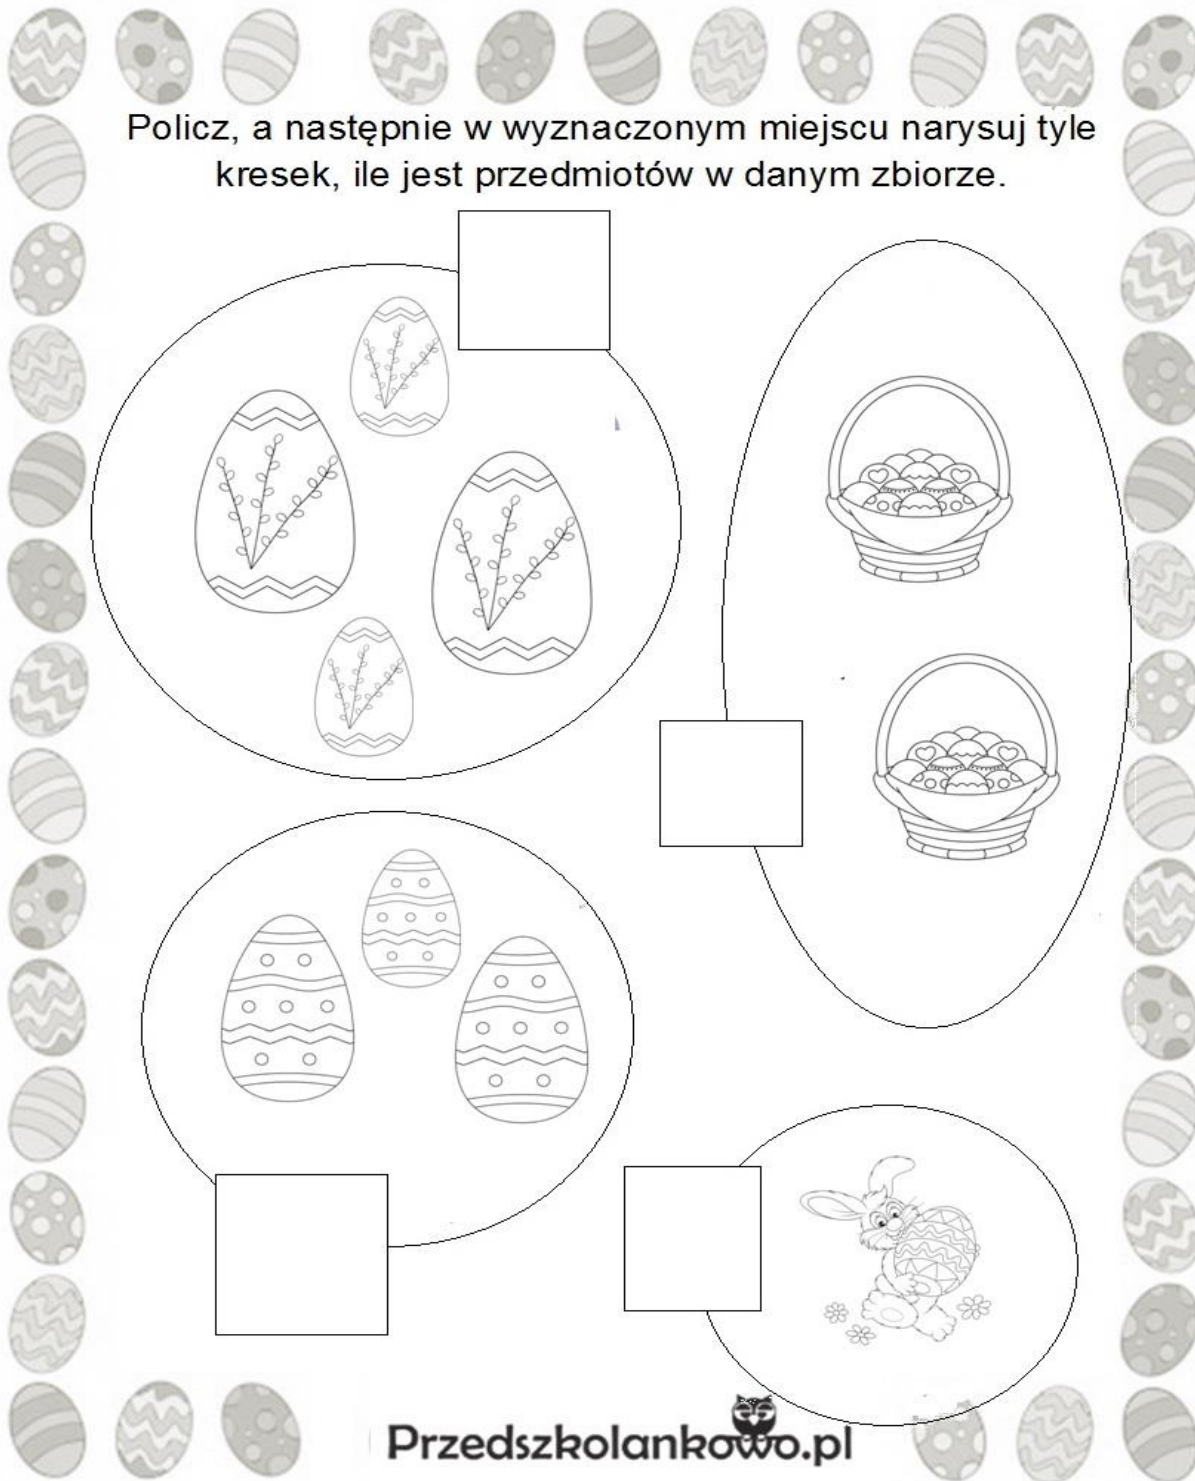 Policz, a następnie w wyznaczonym miejscu narysuj tyle
kresek, ile jest przedmiotów w danym zbiorze.
Przedszkolankowo.pl